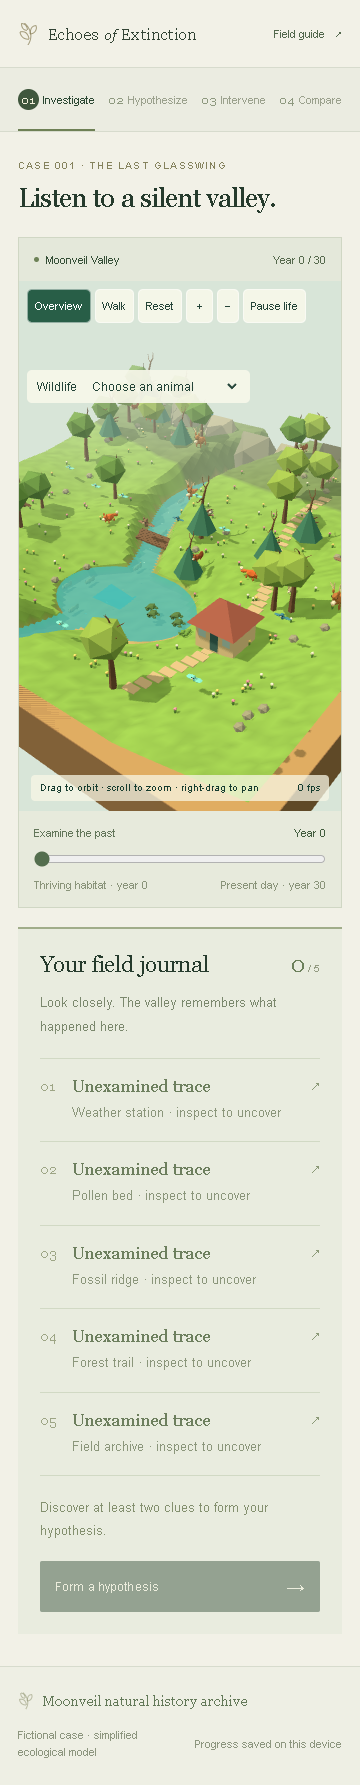 Echoes of Extinction
Field guide ↗
01 Investigate 02 Hypothesize 03 Intervene 04 Compare
CASE 001 · THE LAST GLASSWING
Listen to a silent valley.
Moonveil Valley
Year 0 / 30
Overview Walk Reset + − Pause life
Wildlife Choose an animal
Drag to orbit · scroll to zoom · right-drag to pan 0 fps
Examine the past Year 0
Thriving habitat · year 0 Present day · year 30
Your field journal 0 / 5
Look closely. The valley remembers what
happened here.
01 Unexamined trace ↗
Weather station · inspect to uncover
02 Unexamined trace ↗
Pollen bed · inspect to uncover
03 Unexamined trace ↗
Fossil ridge · inspect to uncover
04 Unexamined trace ↗
Forest trail · inspect to uncover
05 Unexamined trace ↗
Field archive · inspect to uncover
Discover at least two clues to form your
hypothesis.
Form a hypothesis →
Moonveil natural history archive
Fictional case · simplified
ecological model
Progress saved on this device